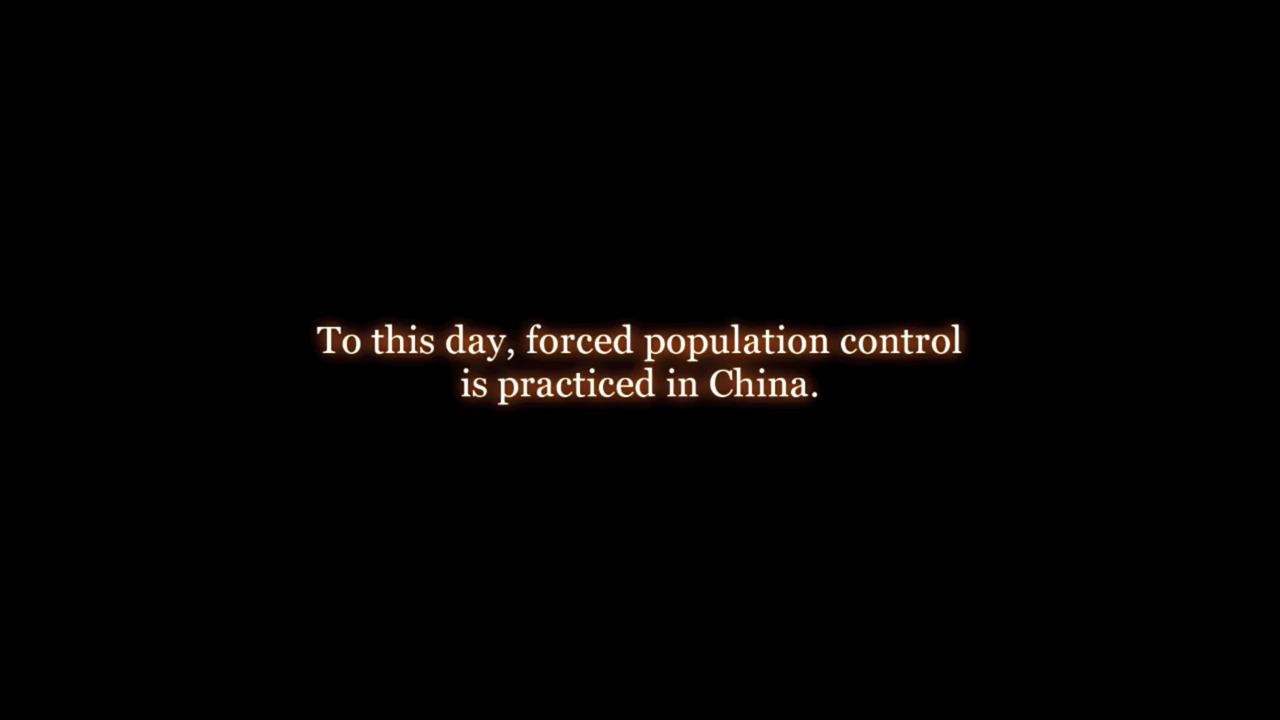 To this day, forced population control
is practiced in China.